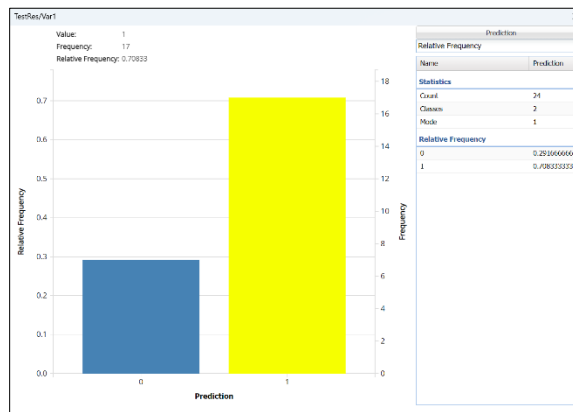 TestRes/Var1
Value: 1
Frequency: 17
Relative Frequency: 0.70833
Relative Frequency
0.7
0.6
0.5
0.4
0.3
0.2
0.1
0.0
18
16
14
12
10
8
6
4
2
0
Frequency
0 1
Prediction
Prediction
Relative Frequency
Name Prediction
Statistics
Count 24
Classes 2
Mode 1
Relative Frequency
0 0.291666666
1 0.708333333